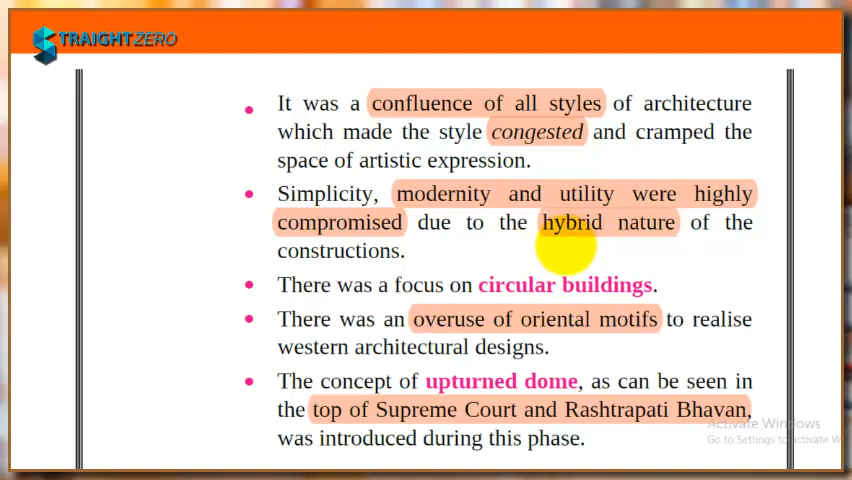 STRAIGHTZERO
• It was a confluence of all styles of architecture
which made the style congested and cramped the
space of artistic expression.
• Simplicity, modernity and utility were highly
compromised due to the hybrid nature of the
constructions.
• There was a focus on circular buildings.
• There was an overuse of oriental motifs to realise
western architectural designs.
• The concept of upturned dome, as can be seen in
the top of Supreme Court and Rashtrapati Bhavan,
was introduced during this phase.
Activate Windows
Go to Settings to activate W